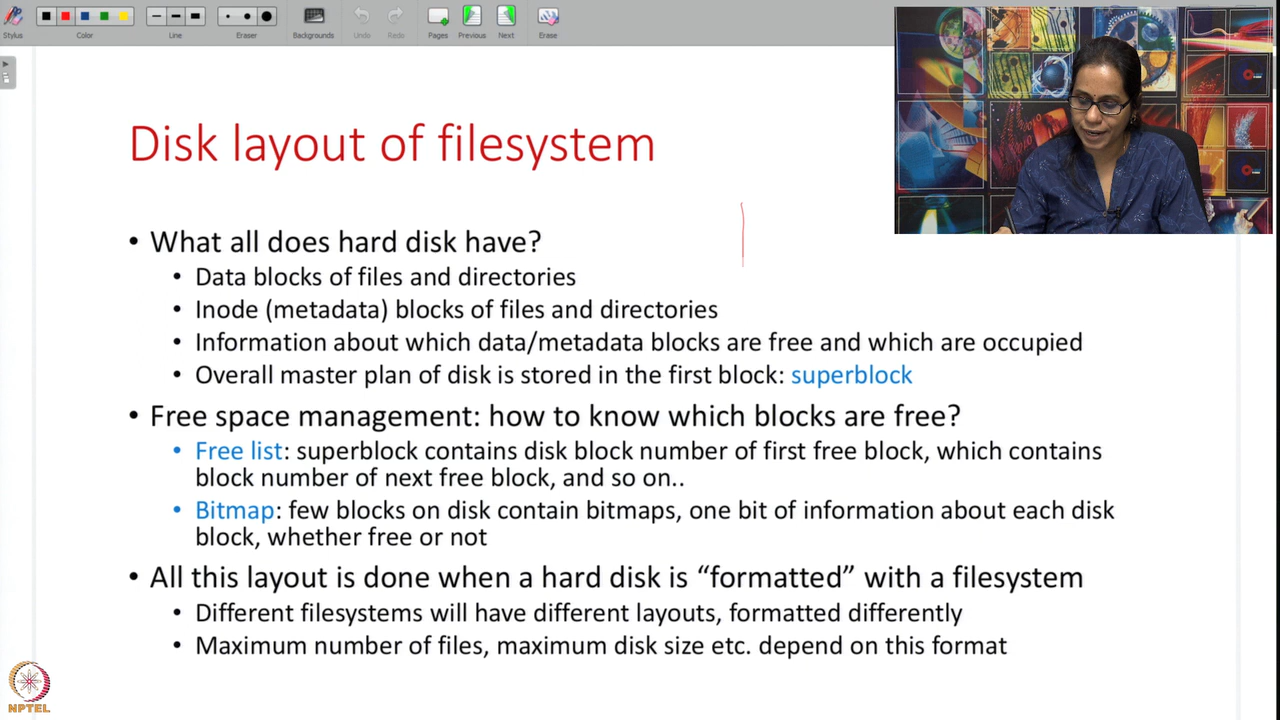 Stylus
Color
Line
Eraser
Backgrounds
Undo
Redo
Pages
Previous
Next
Erase
Disk layout of filesystem
• What all does hard disk have?
• Data blocks of files and directories
• Inode (metadata) blocks of files and directories
• Information about which data/metadata blocks are free and which are occupied
• Overall master plan of disk is stored in the first block: superblock
• Free space management: how to know which blocks are free?
• Free list: superblock contains disk block number of first free block, which contains
block number of next free block, and so on..
• Bitmap: few blocks on disk contain bitmaps, one bit of information about each disk
block, whether free or not
• All this layout is done when a hard disk is “formatted” with a filesystem
• Different filesystems will have different layouts, formatted differently
• Maximum number of files, maximum disk size etc. depend on this format
NPTEL